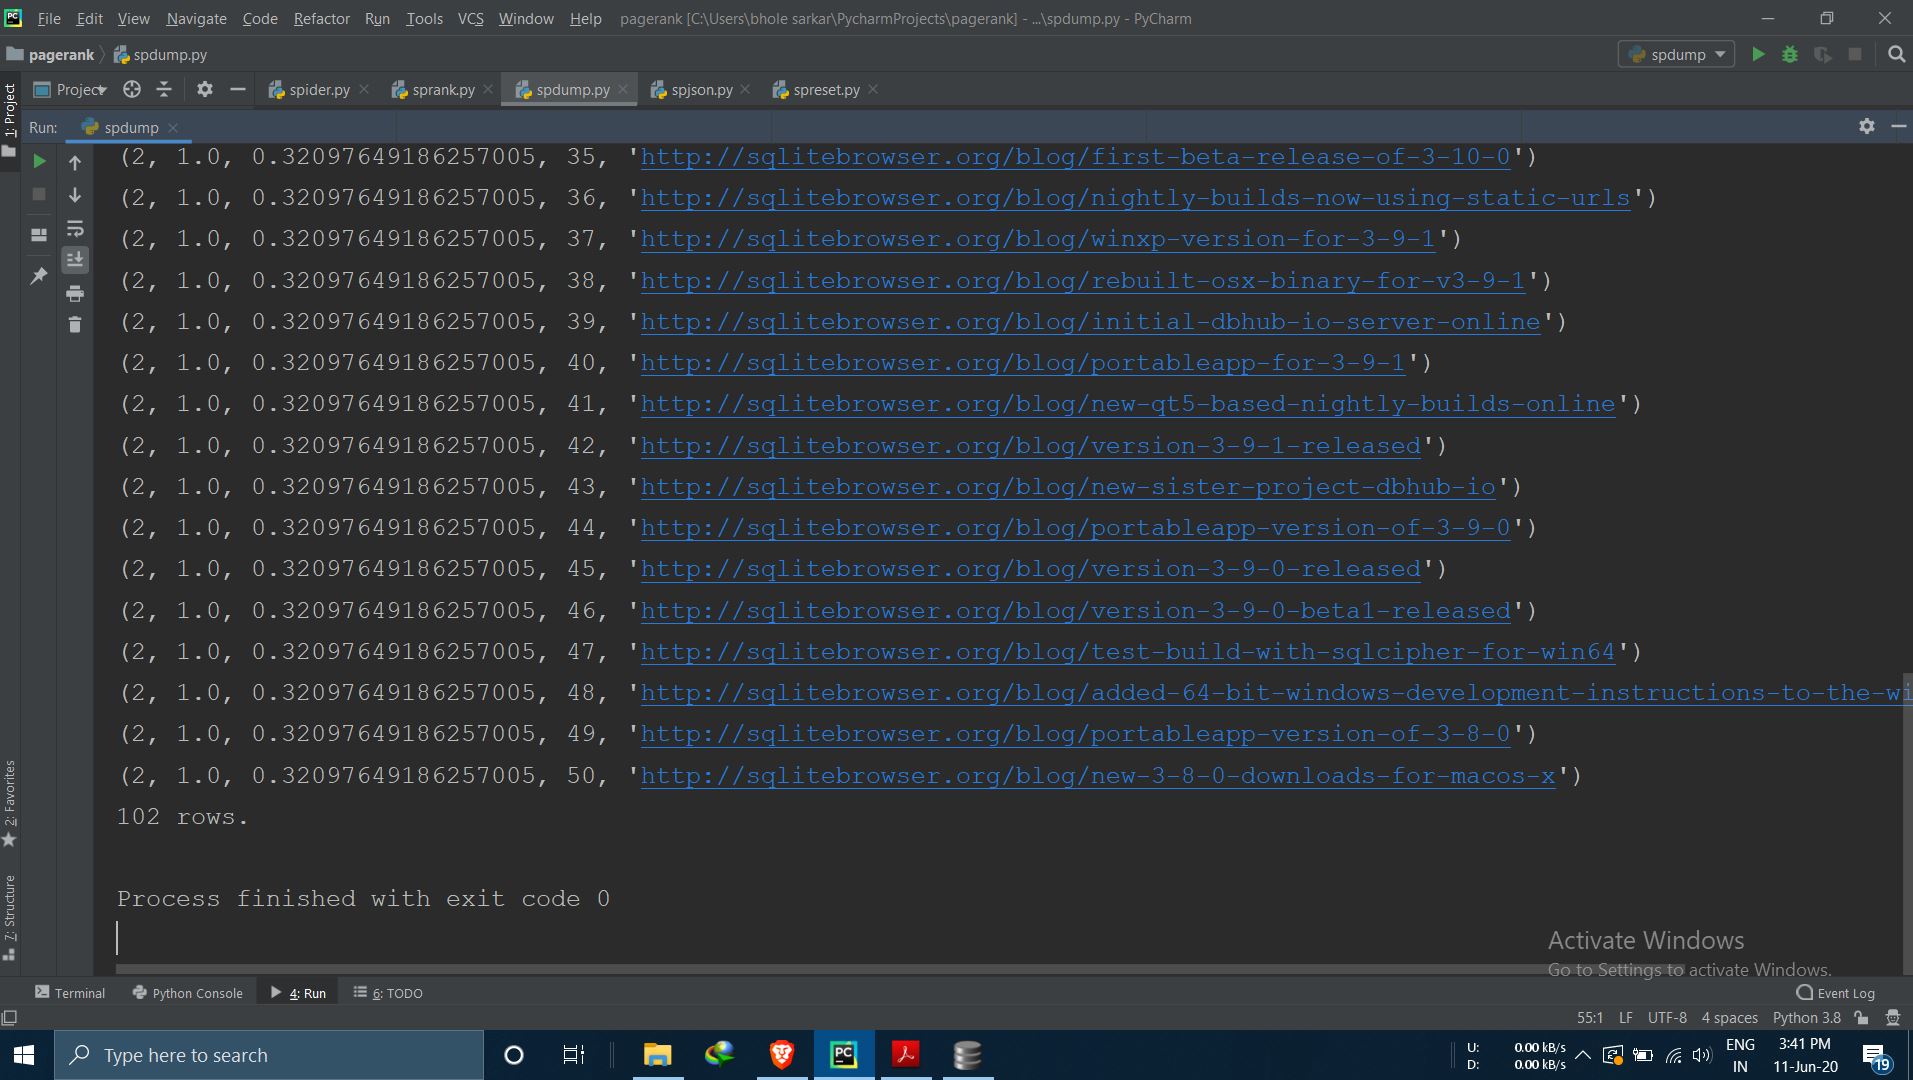 File Edit View Navigate Code Refactor Run Tools VCS Window Help pagerank [C:\Users\bhole sarkar\PycharmProjects\pagerank] - ...\spdump.py - PyCharm
pagerank spdump.py spdump
1: Project
Project spider.py sprank.py spdump.py spjson.py spreset.py
Run: spdump
(2, 1.0, 0.32097649186257005, 35, 'http://sqlitebrowser.org/blog/first-beta-release-of-3-10-0')
(2, 1.0, 0.32097649186257005, 36, 'http://sqlitebrowser.org/blog/nightly-builds-now-using-static-urls')
(2, 1.0, 0.32097649186257005, 37, 'http://sqlitebrowser.org/blog/winxp-version-for-3-9-1')
(2, 1.0, 0.32097649186257005, 38, 'http://sqlitebrowser.org/blog/rebuilt-osx-binary-for-v3-9-1')
(2, 1.0, 0.32097649186257005, 39, 'http://sqlitebrowser.org/blog/initial-dbhub-io-server-online')
(2, 1.0, 0.32097649186257005, 40, 'http://sqlitebrowser.org/blog/portableapp-for-3-9-1')
(2, 1.0, 0.32097649186257005, 41, 'http://sqlitebrowser.org/blog/new-qt5-based-nightly-builds-online')
(2, 1.0, 0.32097649186257005, 42, 'http://sqlitebrowser.org/blog/version-3-9-1-released')
(2, 1.0, 0.32097649186257005, 43, 'http://sqlitebrowser.org/blog/new-sister-project-dbhub-io')
(2, 1.0, 0.32097649186257005, 44, 'http://sqlitebrowser.org/blog/portableapp-version-of-3-9-0')
(2, 1.0, 0.32097649186257005, 45, 'http://sqlitebrowser.org/blog/version-3-9-0-released')
(2, 1.0, 0.32097649186257005, 46, 'http://sqlitebrowser.org/blog/version-3-9-0-beta1-released')
(2, 1.0, 0.32097649186257005, 47, 'http://sqlitebrowser.org/blog/test-build-with-sqlcipher-for-win64')
(2, 1.0, 0.32097649186257005, 48, 'http://sqlitebrowser.org/blog/added-64-bit-windows-development-instructions-to-the-wi
(2, 1.0, 0.32097649186257005, 49, 'http://sqlitebrowser.org/blog/portableapp-version-of-3-8-0')
(2, 1.0, 0.32097649186257005, 50, 'http://sqlitebrowser.org/blog/new-3-8-0-downloads-for-macos-x')
102 rows.
2: Favorites
Process finished with exit code 0
7: Structure
Activate Windows
Go to Settings to activate Windows.
Terminal Python Console 4: Run 6: TODO Event Log
55:1 LF UTF-8 4 spaces Python 3.8
Type here to search
PC
U: 0.00 kB/s
D: 0.00 kB/s
ENG
IN
3:41 PM
11-Jun-20
19